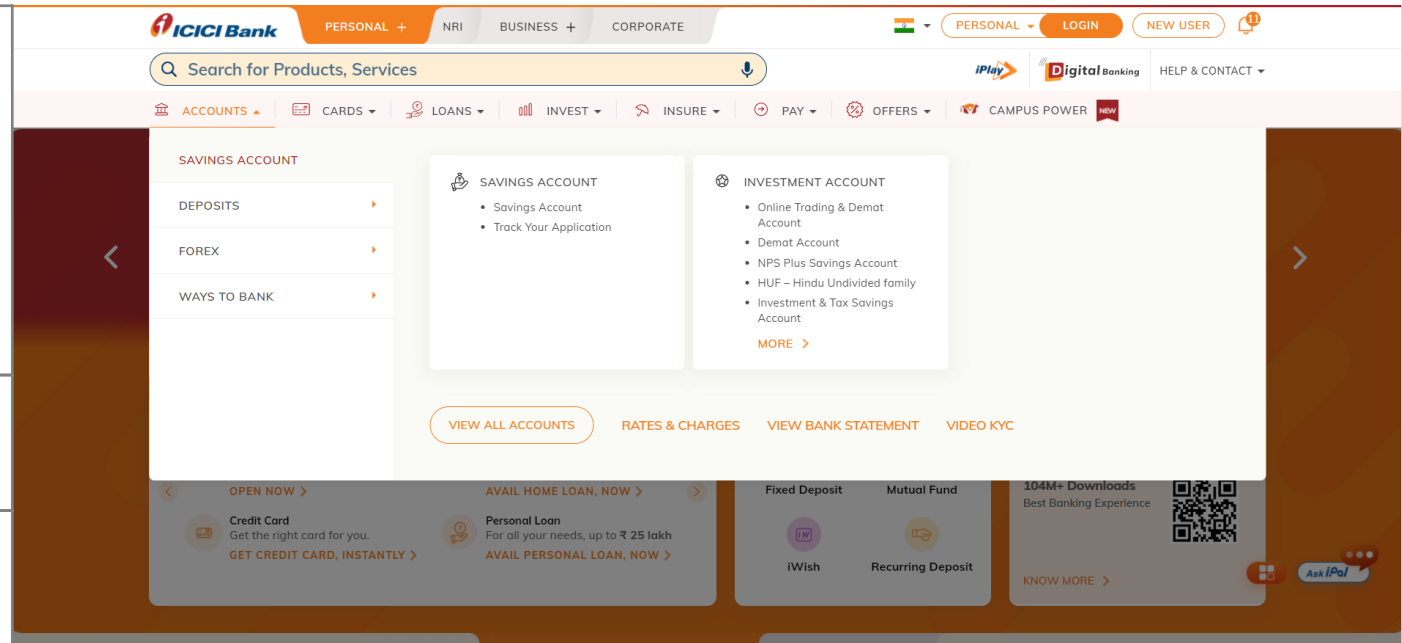 ICICI Bank
PERSONAL +
NRI
BUSINESS +
CORPORATE
PERSONAL
LOGIN
NEW USER
11
Search for Products, Services
iPlay
Digital Banking
HELP & CONTACT
ACCOUNTS
CARDS
LOANS
INVEST
INSURE
PAY
OFFERS
CAMPUS POWER
NEW
SAVINGS ACCOUNT
DEPOSITS
FOREX
WAYS TO BANK
SAVINGS ACCOUNT
• Savings Account
• Track Your Application
INVESTMENT ACCOUNT
• Online Trading & Demat
Account
• Demat Account
• NPS Plus Savings Account
• HUF – Hindu Undivided family
• Investment & Tax Savings
Account
MORE >
VIEW ALL ACCOUNTS
RATES & CHARGES
VIEW BANK STATEMENT
VIDEO KYC
OPEN NOW >
AVAIL HOME LOAN, NOW >
Credit Card
Get the right card for you.
GET CREDIT CARD, INSTANTLY >
Personal Loan
For all your needs, up to ₹ 25 lakh
AVAIL PERSONAL LOAN, NOW >
Fixed Deposit
Mutual Fund
iWish
Recurring Deposit
104M+ Downloads
Best Banking Experience
KNOW MORE >
Ask iPal